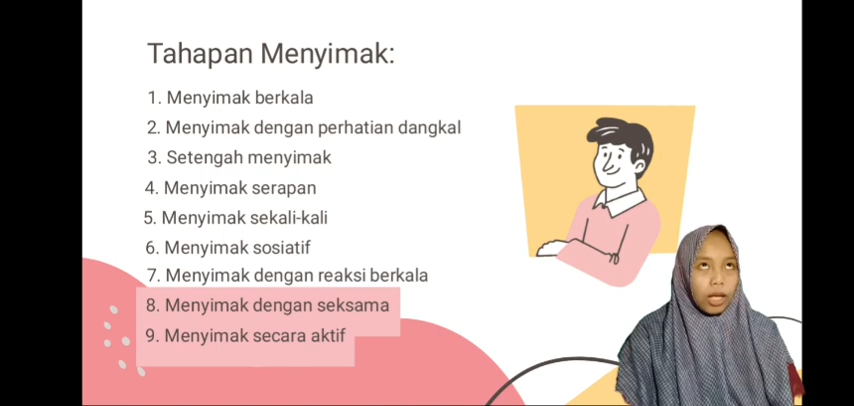 Tahapan Menyimak:
1. Menyimak berkala
2. Menyimak dengan perhatian dangkal
3. Setengah menyimak
4. Menyimak serapan
5. Menyimak sekali-kali
6. Menyimak sosiatif
7. Menyimak dengan reaksi berkala
8. Menyimak dengan seksama
9. Menyimak secara aktif